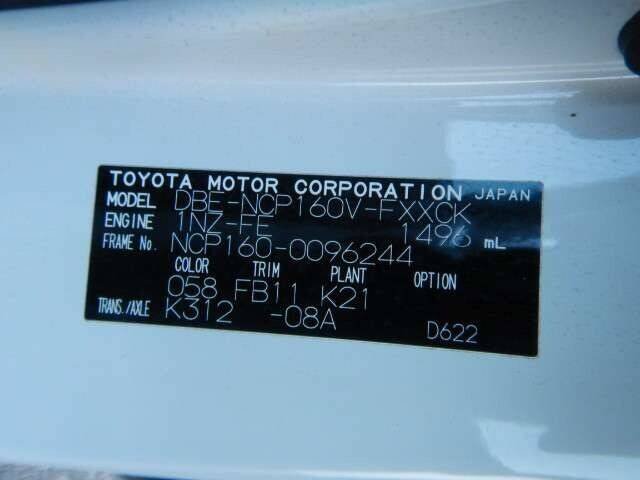 TOYOTA MOTOR CORPORATION JAPAN
MODEL DBE-NCP160V-FXXCK
ENGINE 1NZ-FE 1496 mL
FRAME No. NCP160-0096244
COLOR TRIM PLANT OPTION
058 FB11 K21
TRANS./AXLE K312 -08A
D622